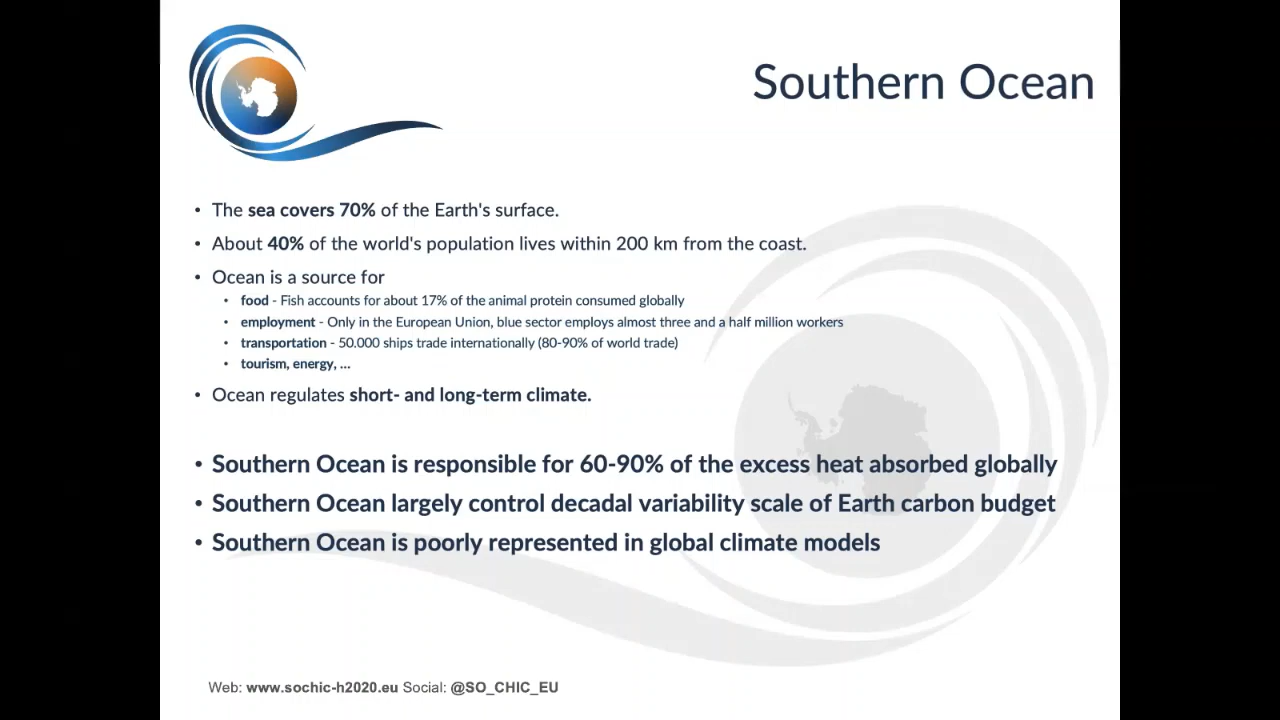 Southern Ocean
• The sea covers 70% of the Earth's surface.
• About 40% of the world's population lives within 200 km from the coast.
• Ocean is a source for
• food - Fish accounts for about 17% of the animal protein consumed globally
• employment - Only in the European Union, blue sector employs almost three and a half million workers
• transportation - 50.000 ships trade internationally (80-90% of world trade)
• tourism, energy, ...
• Ocean regulates short- and long-term climate.
• Southern Ocean is responsible for 60-90% of the excess heat absorbed globally
• Southern Ocean largely control decadal variability scale of Earth carbon budget
• Southern Ocean is poorly represented in global climate models
Web: www.sochic-h2020.eu Social: @SO_CHIC_EU